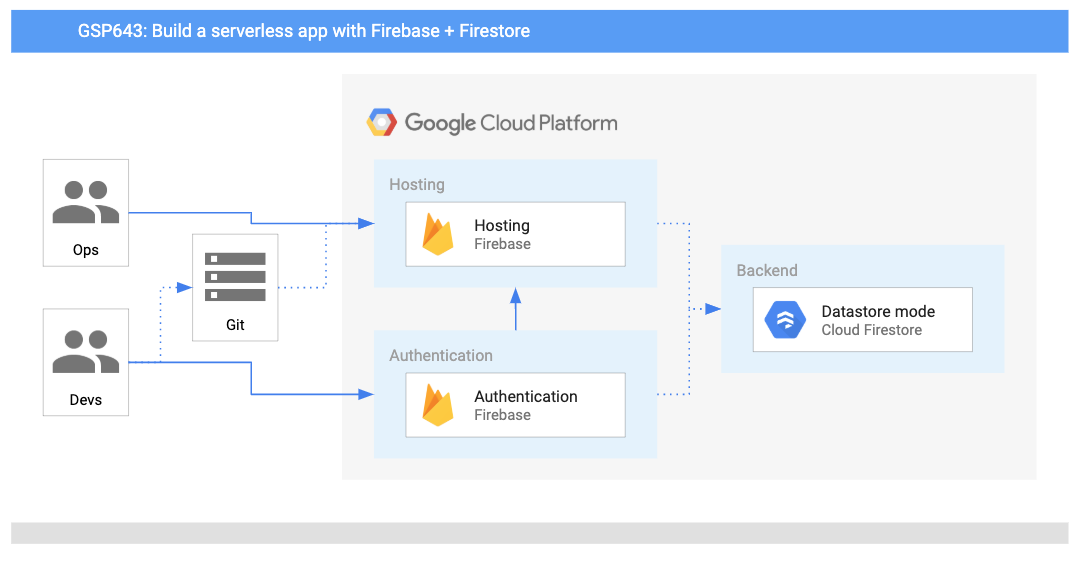 GSP643: Build a serverless app with Firebase + Firestore
Google Cloud Platform
Ops
Git
Devs
Hosting
Hosting
Firebase
Authentication
Authentication
Firebase
Backend
Datastore mode
Cloud Firestore